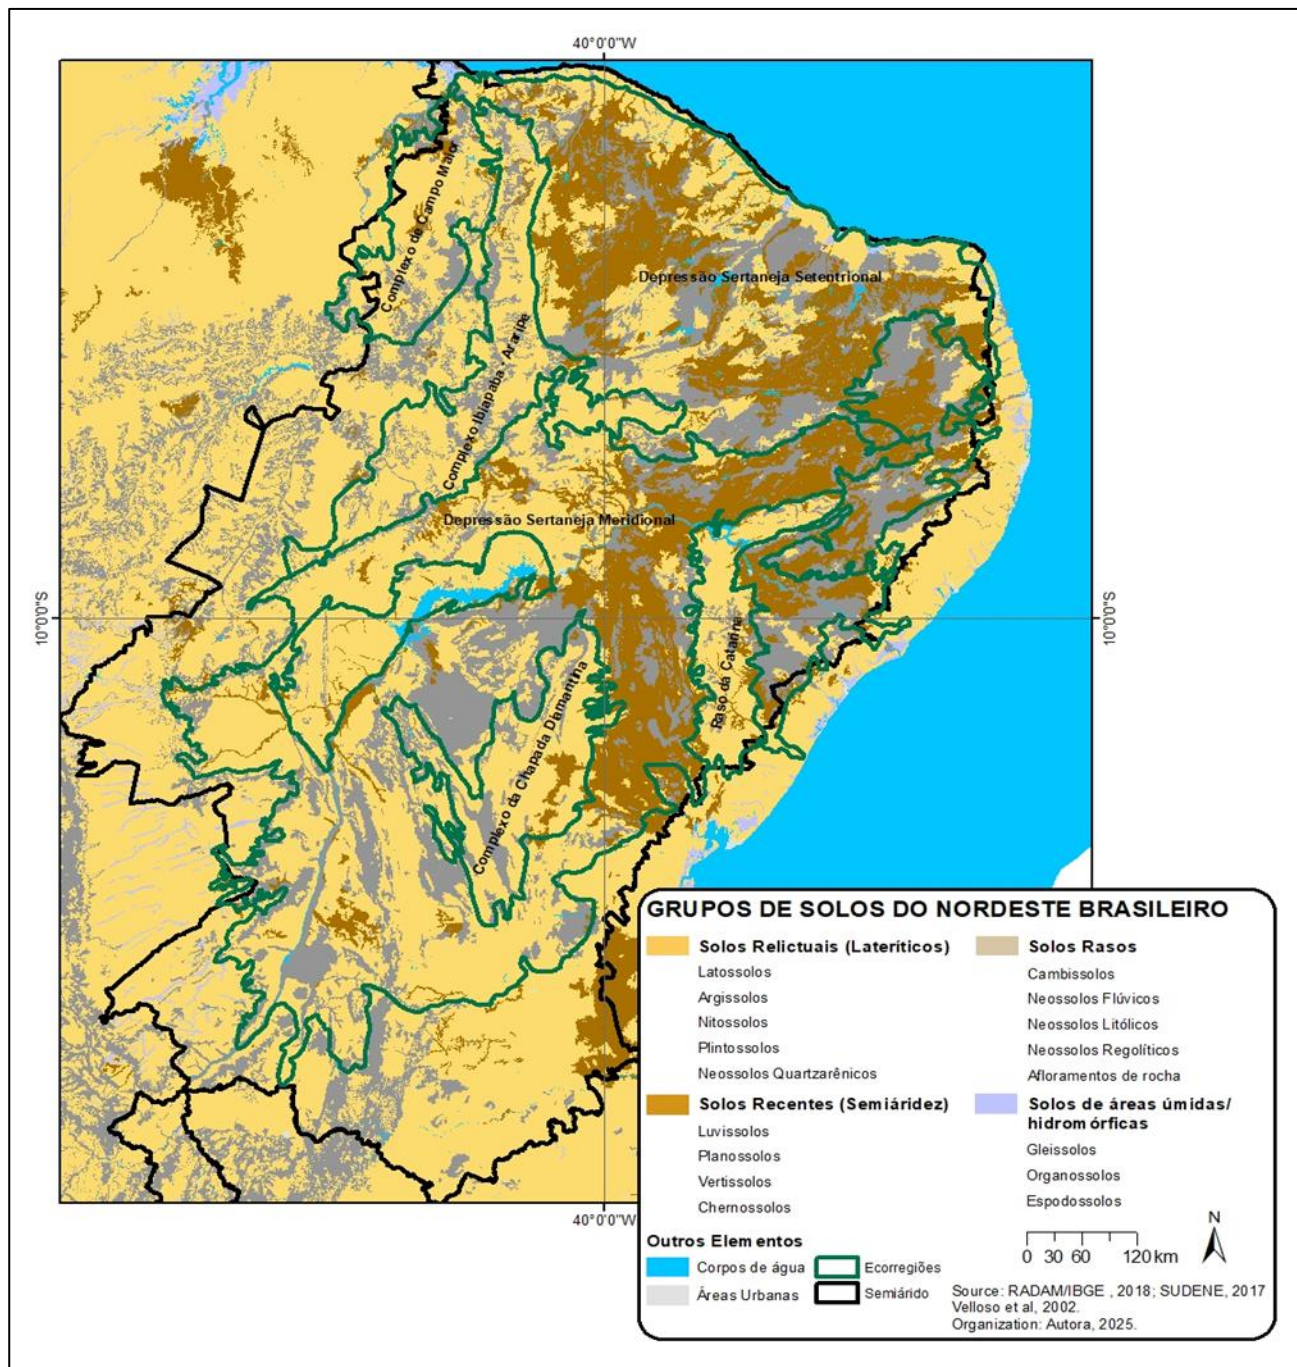 40°0'0"W
10°0'0"S
10°0'0"S
Complexo de Campo Maior
Depressão Sertaneja Setentrional
Complexo Ibiapaba - Araripe
Depressão Sertaneja Meridional
Raso da Catarina
Complexo da Chapada Diamantina
40°0'0"W
GRUPOS DE SOLOS DO NORDESTE BRASILEIRO
Solos Relictuais (Lateríticos)
Latossolos
Argissolos
Nitossolos
Plintossolos
Neossolos Quartzarênicos
Solos Recentes (Semiáridez)
Luvissolos
Planossolos
Vertissolos
Chernossolos
Solos Rasos
Cambissolos
Neossolos Flúvicos
Neossolos Litólicos
Neossolos Regolíticos
Afloramentos de rocha
Solos de áreas úmidas/
hidromórficas
Gleissolos
Organossolos
Espodossolos
Outros Elementos
Corpos de água
Áreas Urbanas
Ecorregiões
Semiárido
N
0 30 60 120 km
Source: RADAM/IBGE , 2018; SUDENE, 2017
Velloso et al, 2002.
Organization: Autora, 2025.